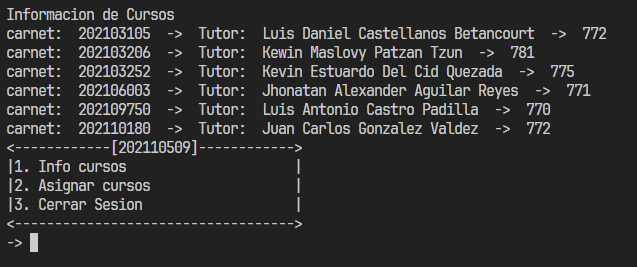 Informacion de Cursos
carnet:  202103105  ->  Tutor:  Luis Daniel Castellanos Betancourt  ->  772
carnet:  202103206  ->  Tutor:  Kewin Maslovy Patzan Tzun  ->  781
carnet:  202103252  ->  Tutor:  Kevin Estuardo Del Cid Quezada  ->  775
carnet:  202106003  ->  Tutor:  Jhonatan Alexander Aguilar Reyes  ->  771
carnet:  202109750  ->  Tutor:  Luis Antonio Castro Padilla  ->  770
carnet:  202110180  ->  Tutor:  Juan Carlos Gonzalez Valdez  ->  772
<------------[202110509]------------>
|1. Info cursos                     |
|2. Asignar cursos                  |
|3. Cerrar Sesion                   |
<----------------------------------->
->